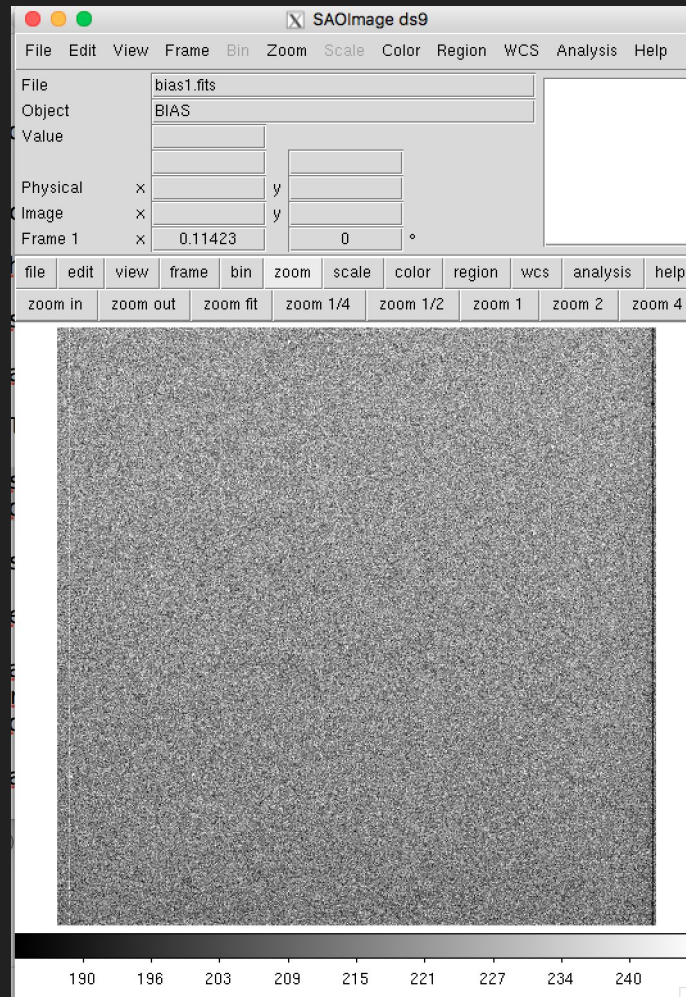 SAOImage ds9
File Edit View Frame Bin Zoom Scale Color Region WCS Analysis Help
File bias1.fits
Object BIAS
Value
Physical x y
Image x y
Frame 1 x 0.11423 0 °
file edit view frame bin zoom scale color region wcs analysis help
zoom in zoom out zoom fit zoom 1/4 zoom 1/2 zoom 1 zoom 2 zoom 4
190 196 203 209 215 221 227 234 240